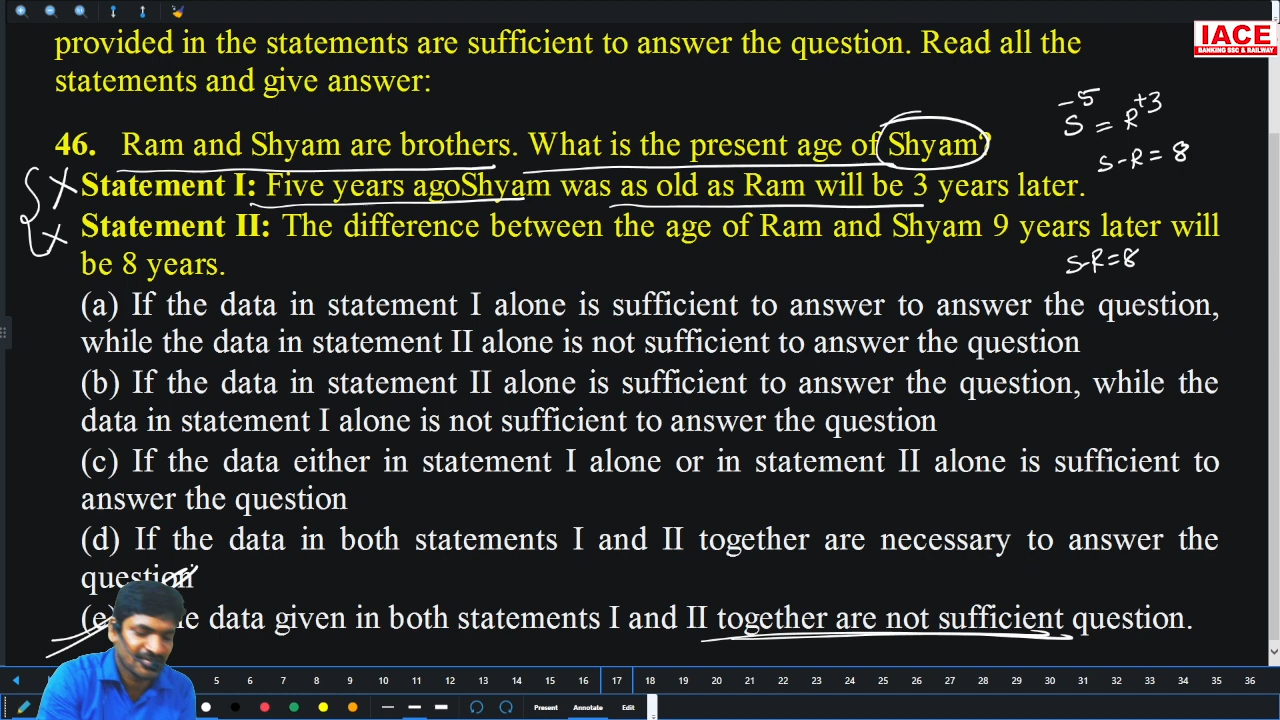 provided in the statements are sufficient to answer the question. Read all the
IACE
BANKING SSC & RAILWAY
statements and give answer:
-5 +3
S = R
S-R = 8
46. Ram and Shyam are brothers. What is the present age of Shyam?
Statement I: Five years agoShyam was as old as Ram will be 3 years later.
Statement II: The difference between the age of Ram and Shyam 9 years later will
be 8 years.
S-R=8
(a) If the data in statement I alone is sufficient to answer to answer the question,
while the data in statement II alone is not sufficient to answer the question
(b) If the data in statement II alone is sufficient to answer the question, while the
data in statement I alone is not sufficient to answer the question
(c) If the data either in statement I alone or in statement II alone is sufficient to
answer the question
(d) If the data in both statements I and II together are necessary to answer the
question
(e) data given in both statements I and II together are not sufficient question.
5 6 7 8 9 10 11 12 13 14 15 16 17 18 19 20 21 22 23 24 25 26 27 28 29 30 31 32 33 34 35 36
Present Annotate Edit